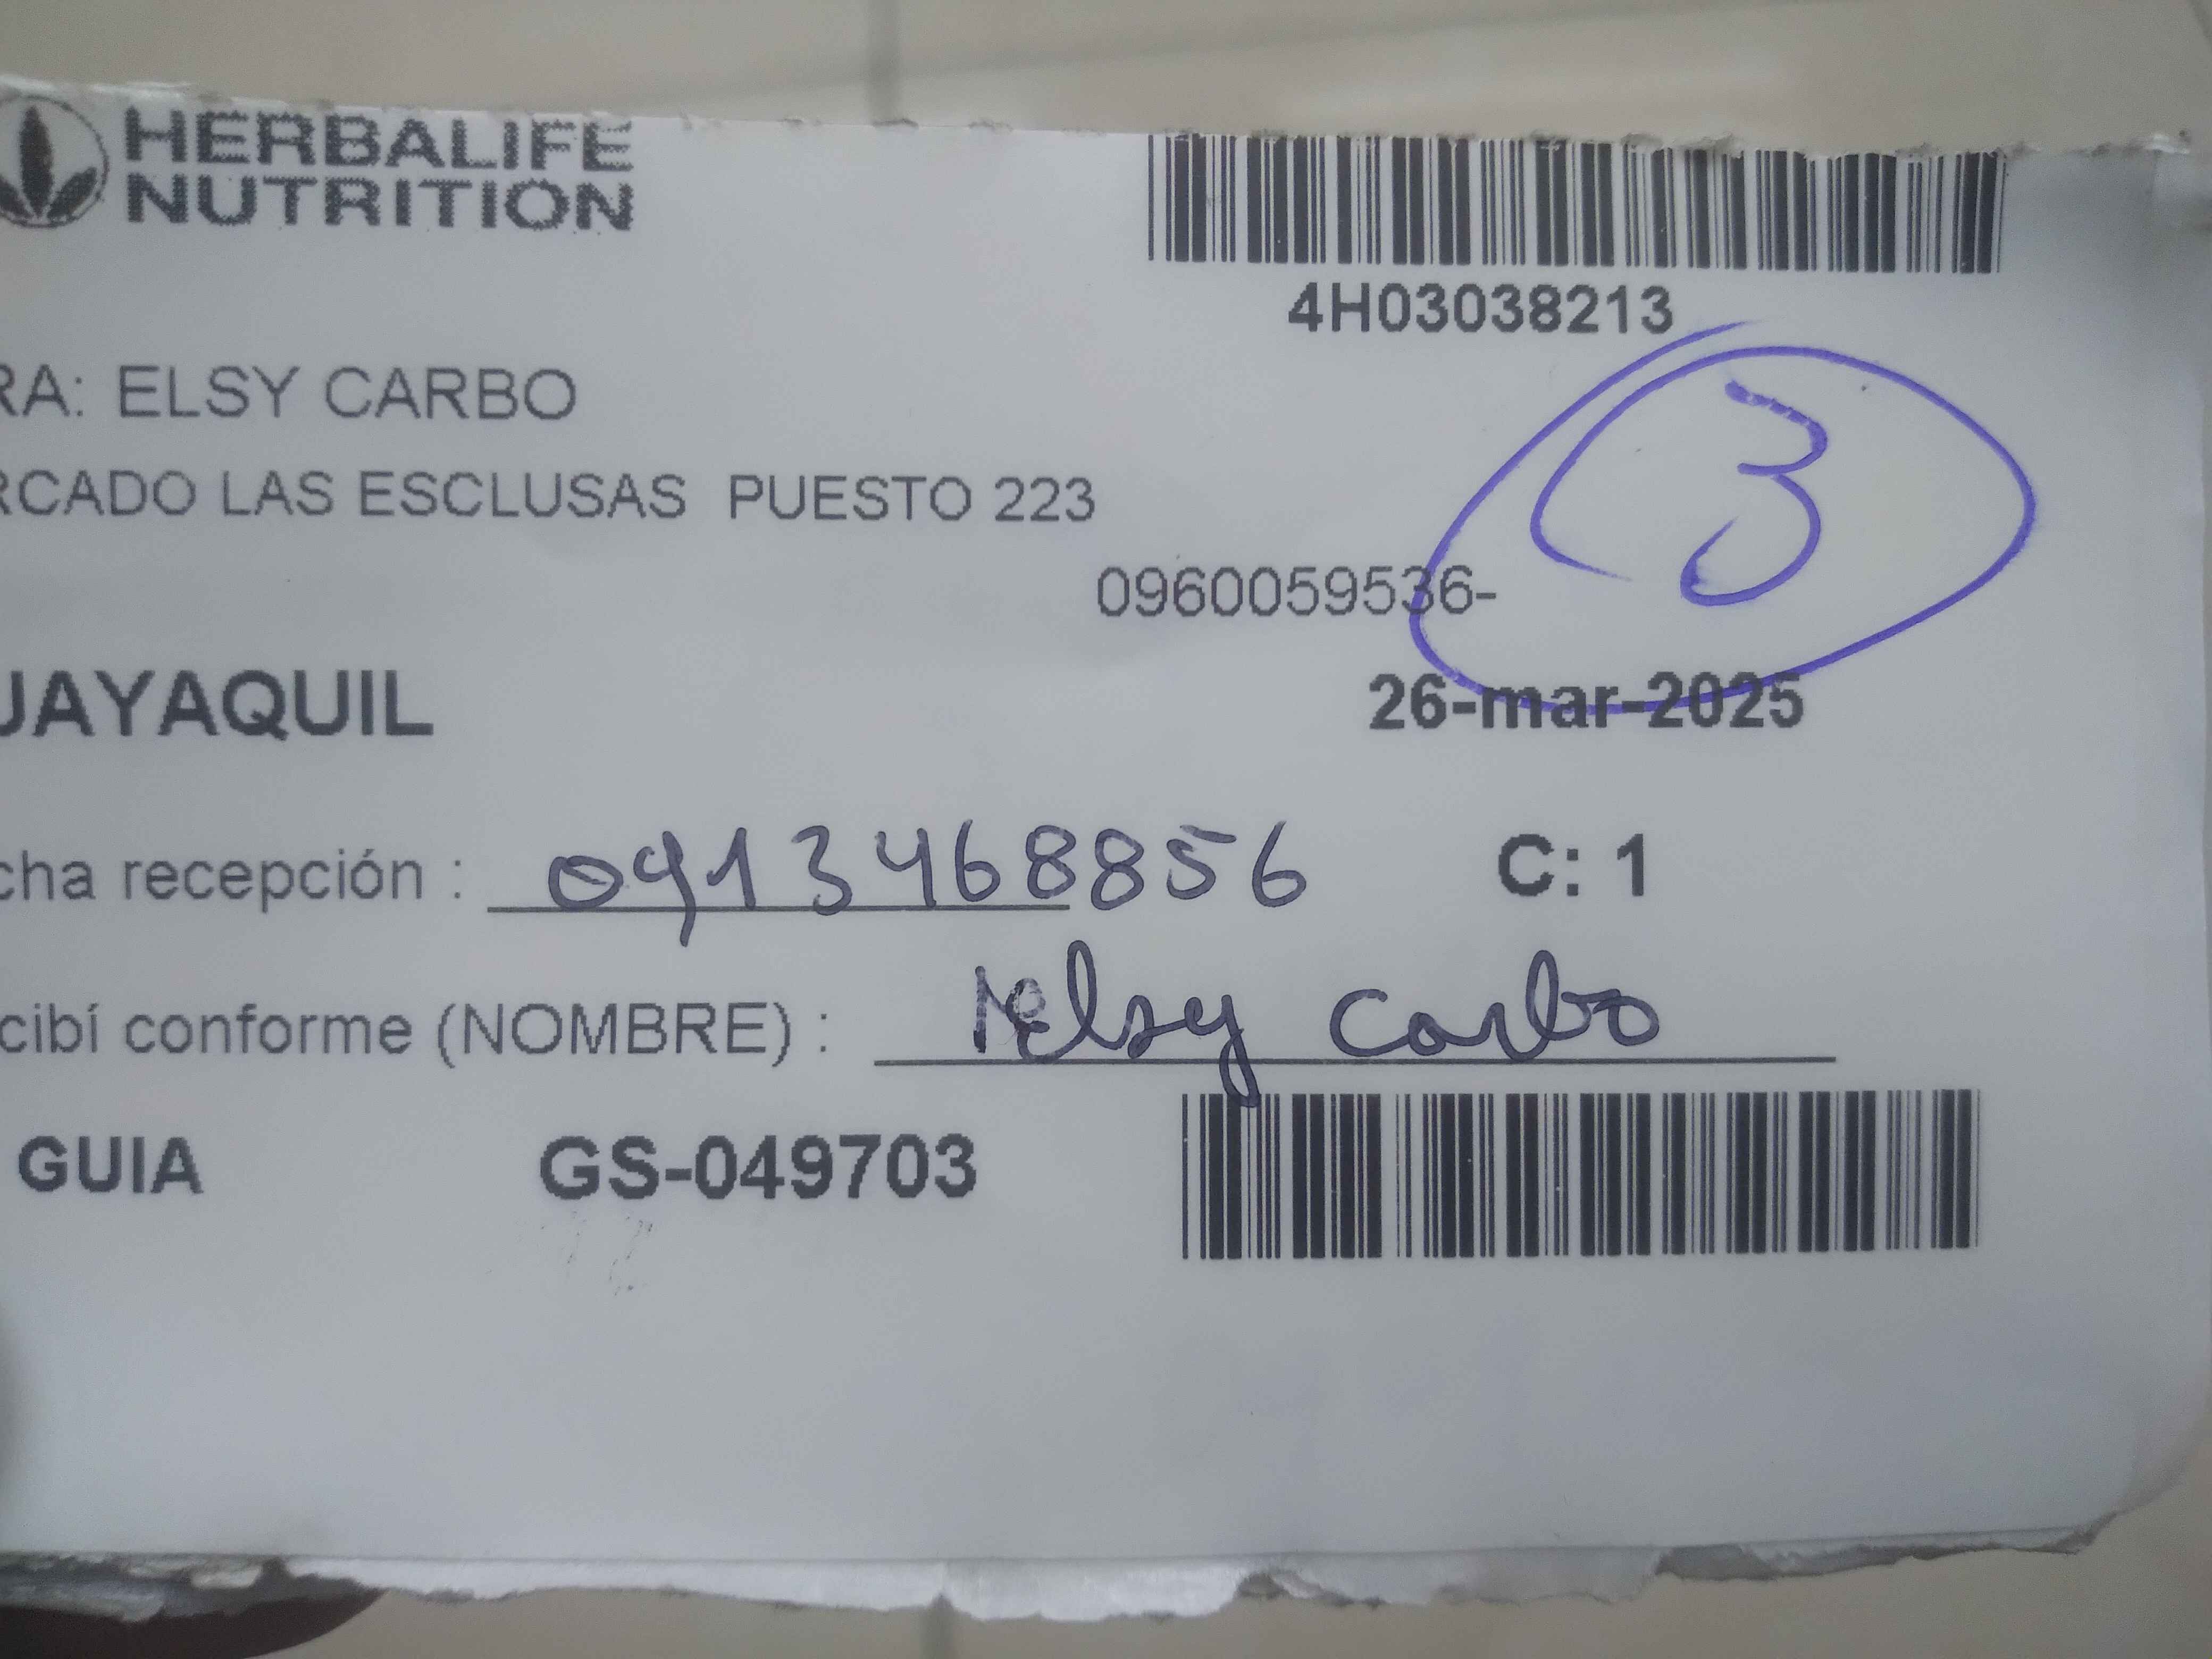 HERBALIFE
NUTRITION
4H03038213
3
RA: ELSY CARBO
RCADO LAS ESCLUSAS PUESTO 223
0960059536-
UAYAQUIL
26-mar-2025
cha recepción : 0913468856 C: 1
cibí conforme (NOMBRE) : Elsy Carbo
GUIA GS-049703